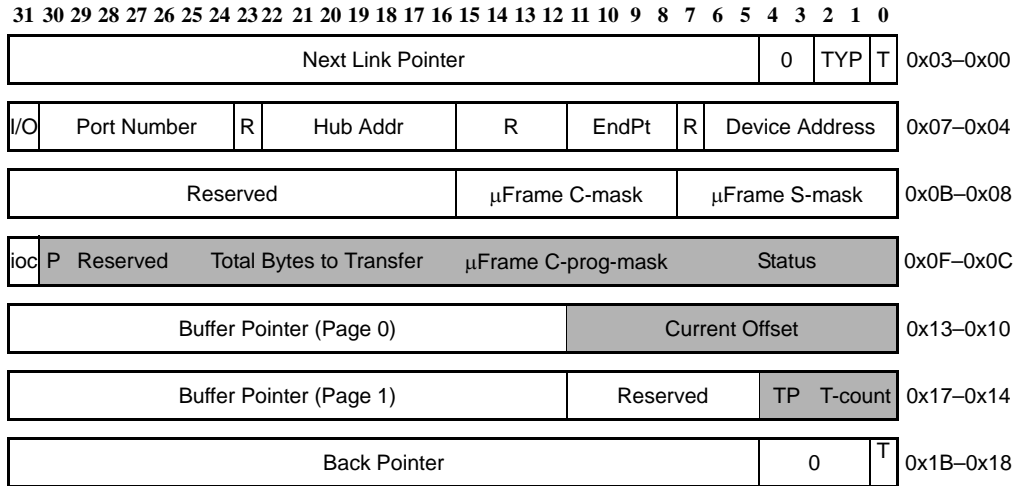 31 30 29 28 27 26 25 24 23 22 21 20 19 18 17 16 15 14 13 12 11 10 9 8 7 6 5 4 3 2 1 0
Next Link Pointer 0 TYP T 0x03–0x00
I/O Port Number R Hub Addr R EndPt R Device Address 0x07–0x04
Reserved μFrame C-mask μFrame S-mask 0x0B–0x08
ioc P Reserved Total Bytes to Transfer μFrame C-prog-mask Status 0x0F–0x0C
Buffer Pointer (Page 0) Current Offset 0x13–0x10
Buffer Pointer (Page 1) Reserved TP T-count 0x17–0x14
Back Pointer 0 T 0x1B–0x18